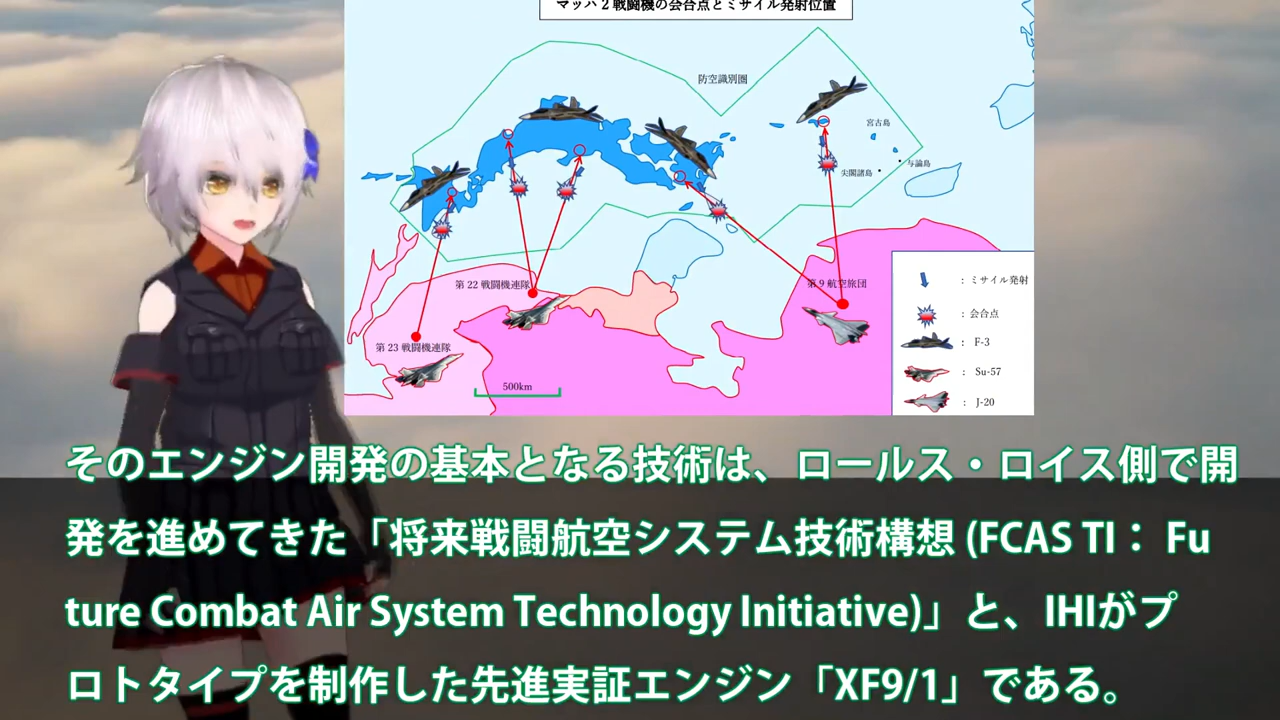 マッハ2戦闘機の会合点とミサイル発射位置
防空識別圏
宮古島
与論島
尖閣諸島
第22戦闘機連隊
第9航空旅団
第23戦闘機連隊
500km
：ミサイル発射
：会合点
： F-3
： Su-57
： J-20
そのエンジン開発の基本となる技術は、ロールス・ロイス側で開
発を進めてきた「将来戦闘航空システム技術構想 (FCAS TI： Fu
ture Combat Air System Technology Initiative)」と、IHIがプ
ロトタイプを制作した先進実証エンジン「XF9/1」である。